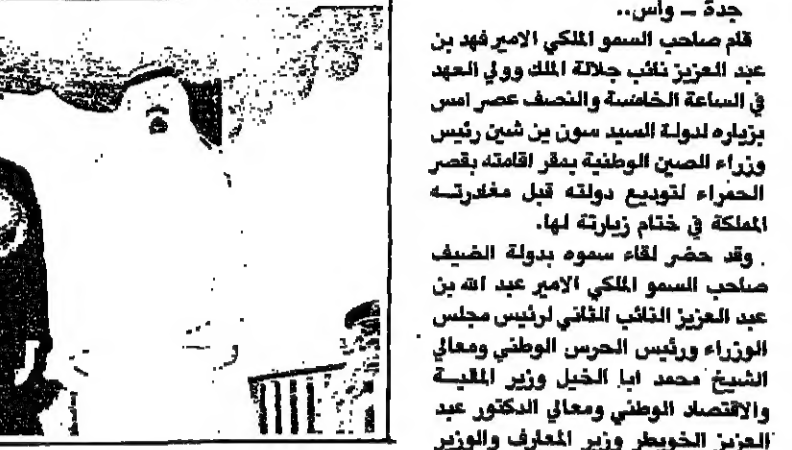 جدة ـ واس..
قام صاحب السمو الملكي الامير فهد بن
عبد العزيز نائب جلالة الملك وولي العهد
في الساعة الخامسة والنصف عصر امس
بزياره لدولة السيد سون ين شين رئيس
وزراء الصين الوطنية بمقر اقامته بقصر
الحمراء لتوديع دولته قبل مغادرتـه
المملكة في ختام زيارتة لها.
وقد حضر لقاء سموه بدولة الضيف
صاحب السمو الملكي الامير عبد الله بن
عبد العزيز النائب الثاني لرئيس مجلس
الوزراء ورئيس الحرس الوطني ومعالي
الشيخ محمد ابا الخيل وزير المالية
والاقتصاد الوطني ومعالي الدكتور عبد
العزيز الخويطر وزير المعارف والوزير